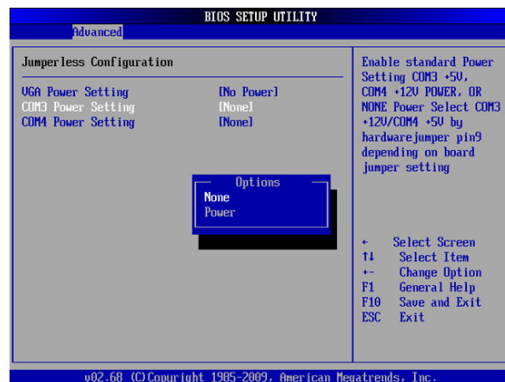 BIOS SETUP UTILITY
Advanced
Jumperless Configuration
VGA Power Setting [No Power]
COM3 Power Setting [None]
COM4 Power Setting [None]
Options
None
Power
Enable standard Power
Setting COM3 +5V,
COM4 +12V POWER, OR
NONE Power Select COM3
+12V/COM4 +5V by
hardwarejumper pin9
depending on board
jumper setting
← Select Screen
↑↓ Select Item
+- Change Option
F1 General Help
F10 Save and Exit
ESC Exit
v02.68 (C)Copyright 1985-2009, American Megatrends, Inc.